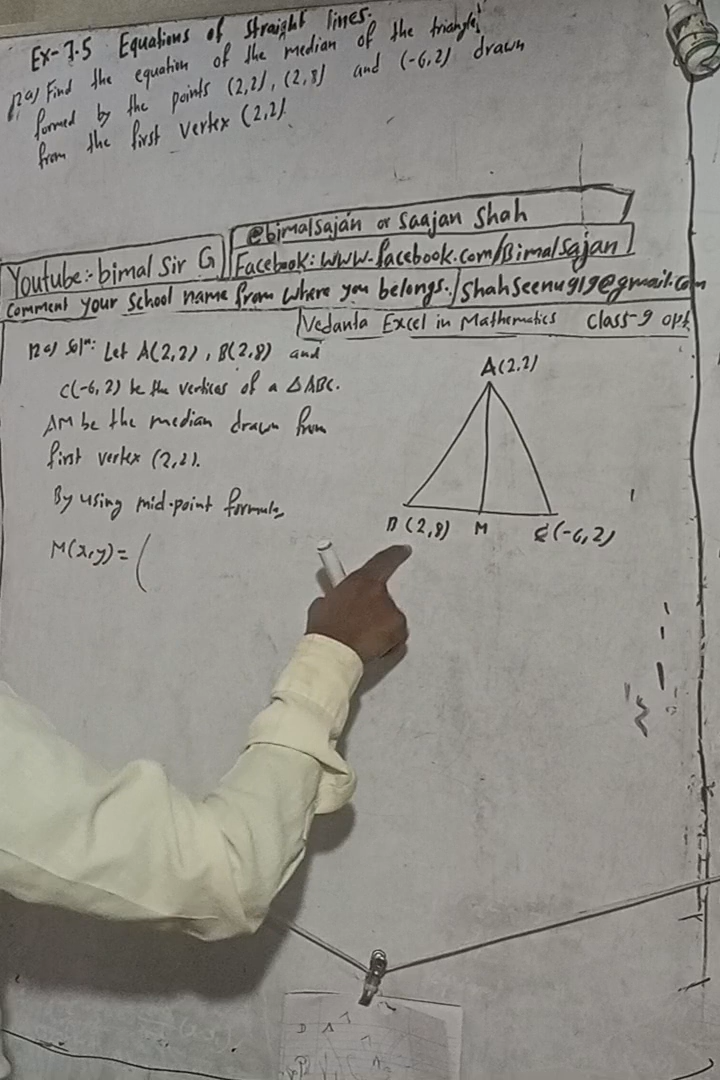 Ex-7.5 Equations of Straight lines.
12 a) Find the equation of the median of the triangle
formed by the points (2,2), (2,8) and (-6,2) drawn
from the first vertex (2,2).
@bimalsajan or Saajan Shah
Youtube:- bimal Sir G
Facebook: www.facebook.com/Bimalsajan
Comment your School name from where you belongs.
shahseenu919@gmail.com
Vedanta Excel in Mathematics Class-9 opt.
12 a) Soln: Let A(2,2), B(2,8) and
C(-6,2) be the vertices of a ΔABC.
AM be the median drawn from
first vertex (2,2).
By using mid-point formula,
M(x,y) = (
A(2,2)
B (2,8) M C(-6,2)